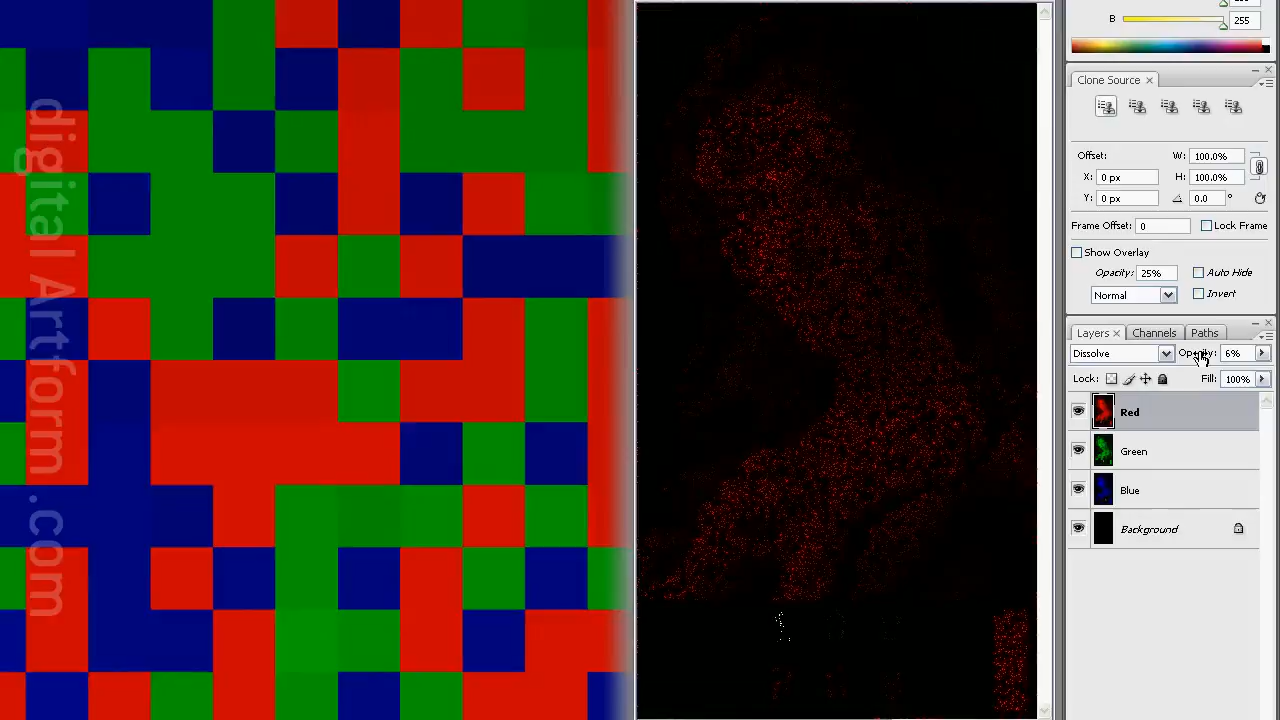 digital Artform .com
B 255
Clone Source x
Offset: W: 100.0%
X: 0 px H: 100.0%
Y: 0 px 0.0
Frame Offset: 0 Lock Frame
Show Overlay
Opacity: 25% Auto Hide
Normal Invert
Layers x Channels Paths
Dissolve Opacity: 6%
Lock: Fill: 100%
Red
Green
Blue
Background